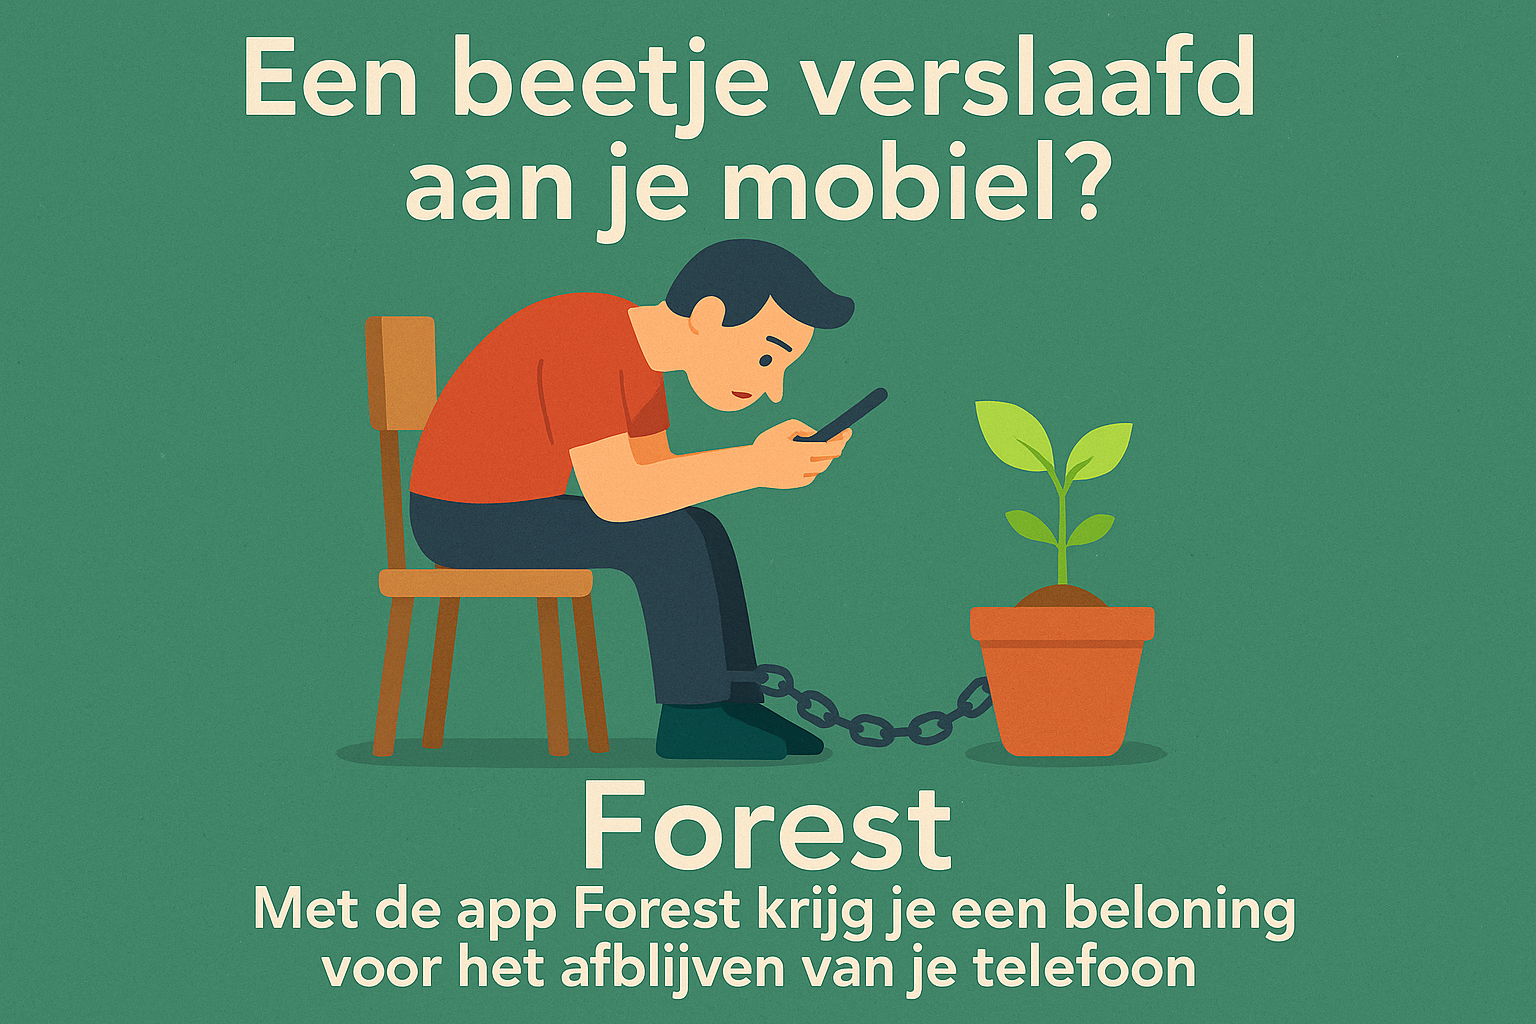 Een beetje verslaafd
aan je mobiel?
Forest
Met de app Forest krijg je een beloning
voor het afblijven van je telefoon